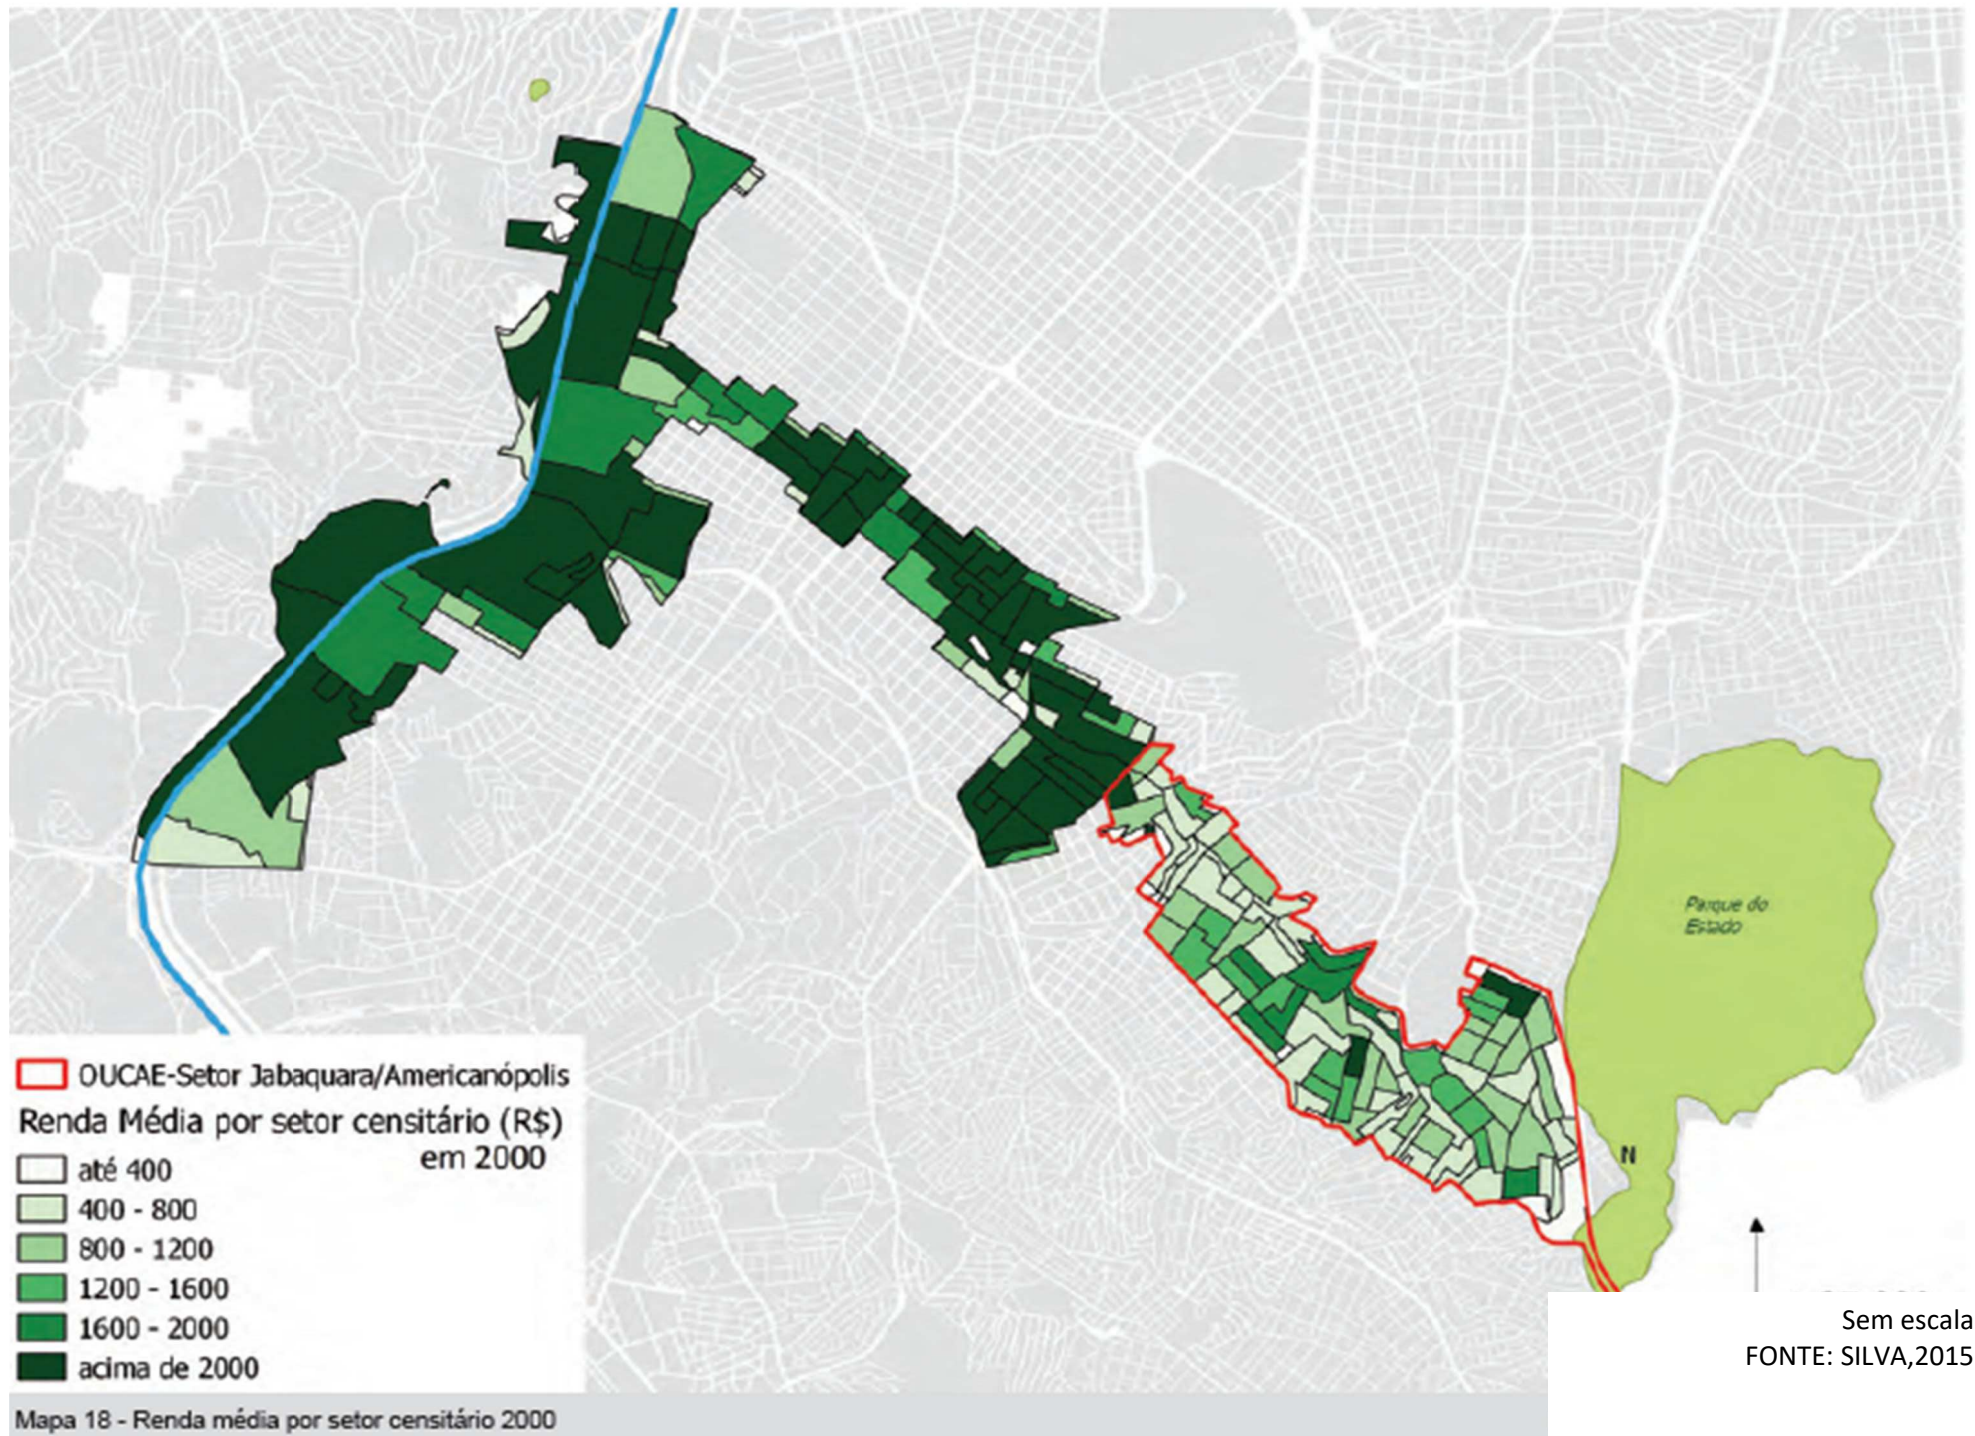 Parque do
Estado
N
OUCAE-Setor Jabaquara/Americanópolis
Renda Média por setor censitário (R$)
em 2000
até 400
400 - 800
800 - 1200
1200 - 1600
1600 - 2000
acima de 2000
Sem escala
FONTE: SILVA,2015
Mapa 18 - Renda média por setor censitário 2000